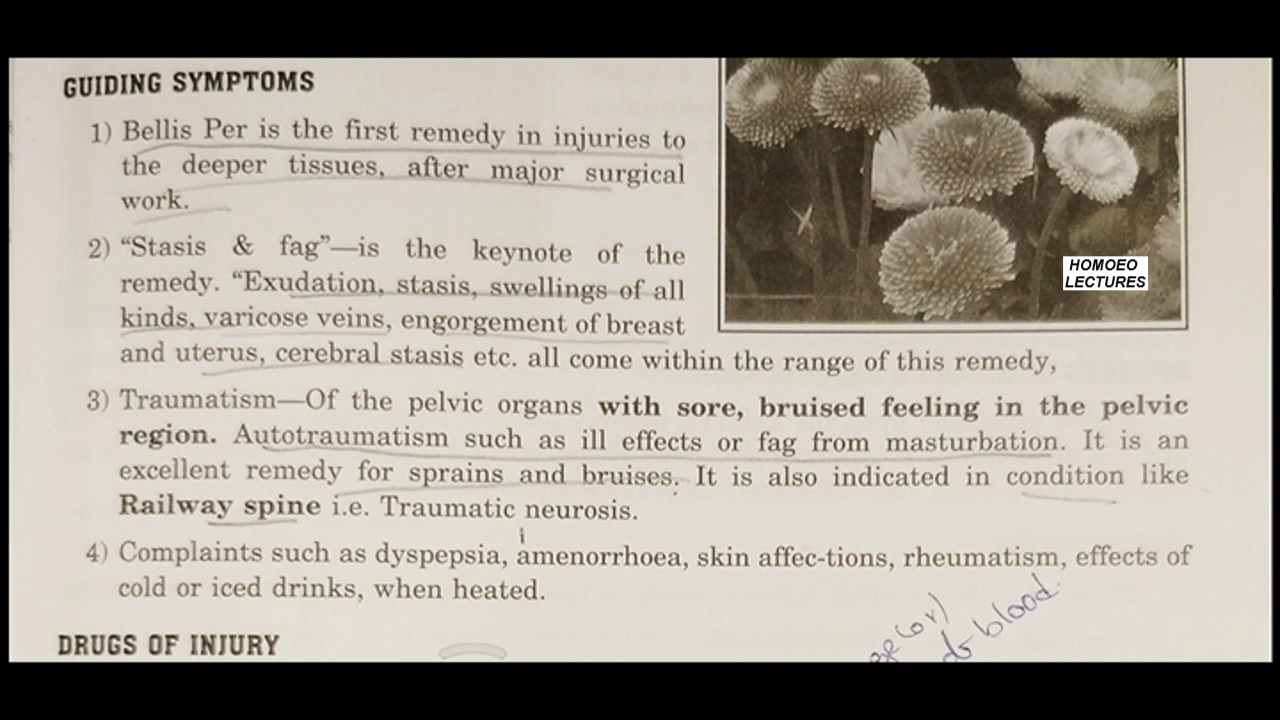 GUIDING SYMPTOMS
1) Bellis Per is the first remedy in injuries to
the deeper tissues, after major surgical
work.
2) “Stasis & fag”—is the keynote of the
remedy. “Exudation, stasis, swellings of all
kinds, varicose veins, engorgement of breast
and uterus, cerebral stasis etc. all come within the range of this remedy,
HOMOEO
LECTURES
3) Traumatism—Of the pelvic organs with sore, bruised feeling in the pelvic
region. Autotraumatism such as ill effects or fag from masturbation. It is an
excellent remedy for sprains and bruises. It is also indicated in condition like
Railway spine i.e. Traumatic neurosis.
4) Complaints such as dyspepsia, amenorrhoea, skin affec-tions, rheumatism, effects of
cold or iced drinks, when heated.
(or)
blood
DRUGS OF INJURY